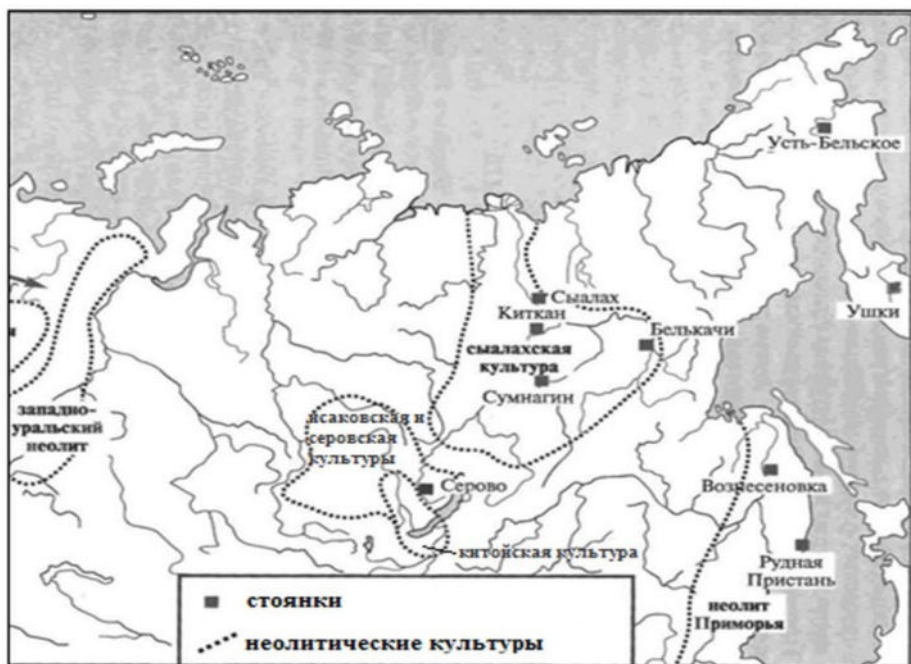 Усть-Бельское
Ушки
Сыалах
Киткан
Белькачи
сыалахская
культура
Сумнагин
западно-
уральский
неолит
исаковская и
серовская
культуры
Серово
китойская культура
Вознесеновка
Рудная
Пристань
неолит
Приморья
стоянки
неолитические культуры